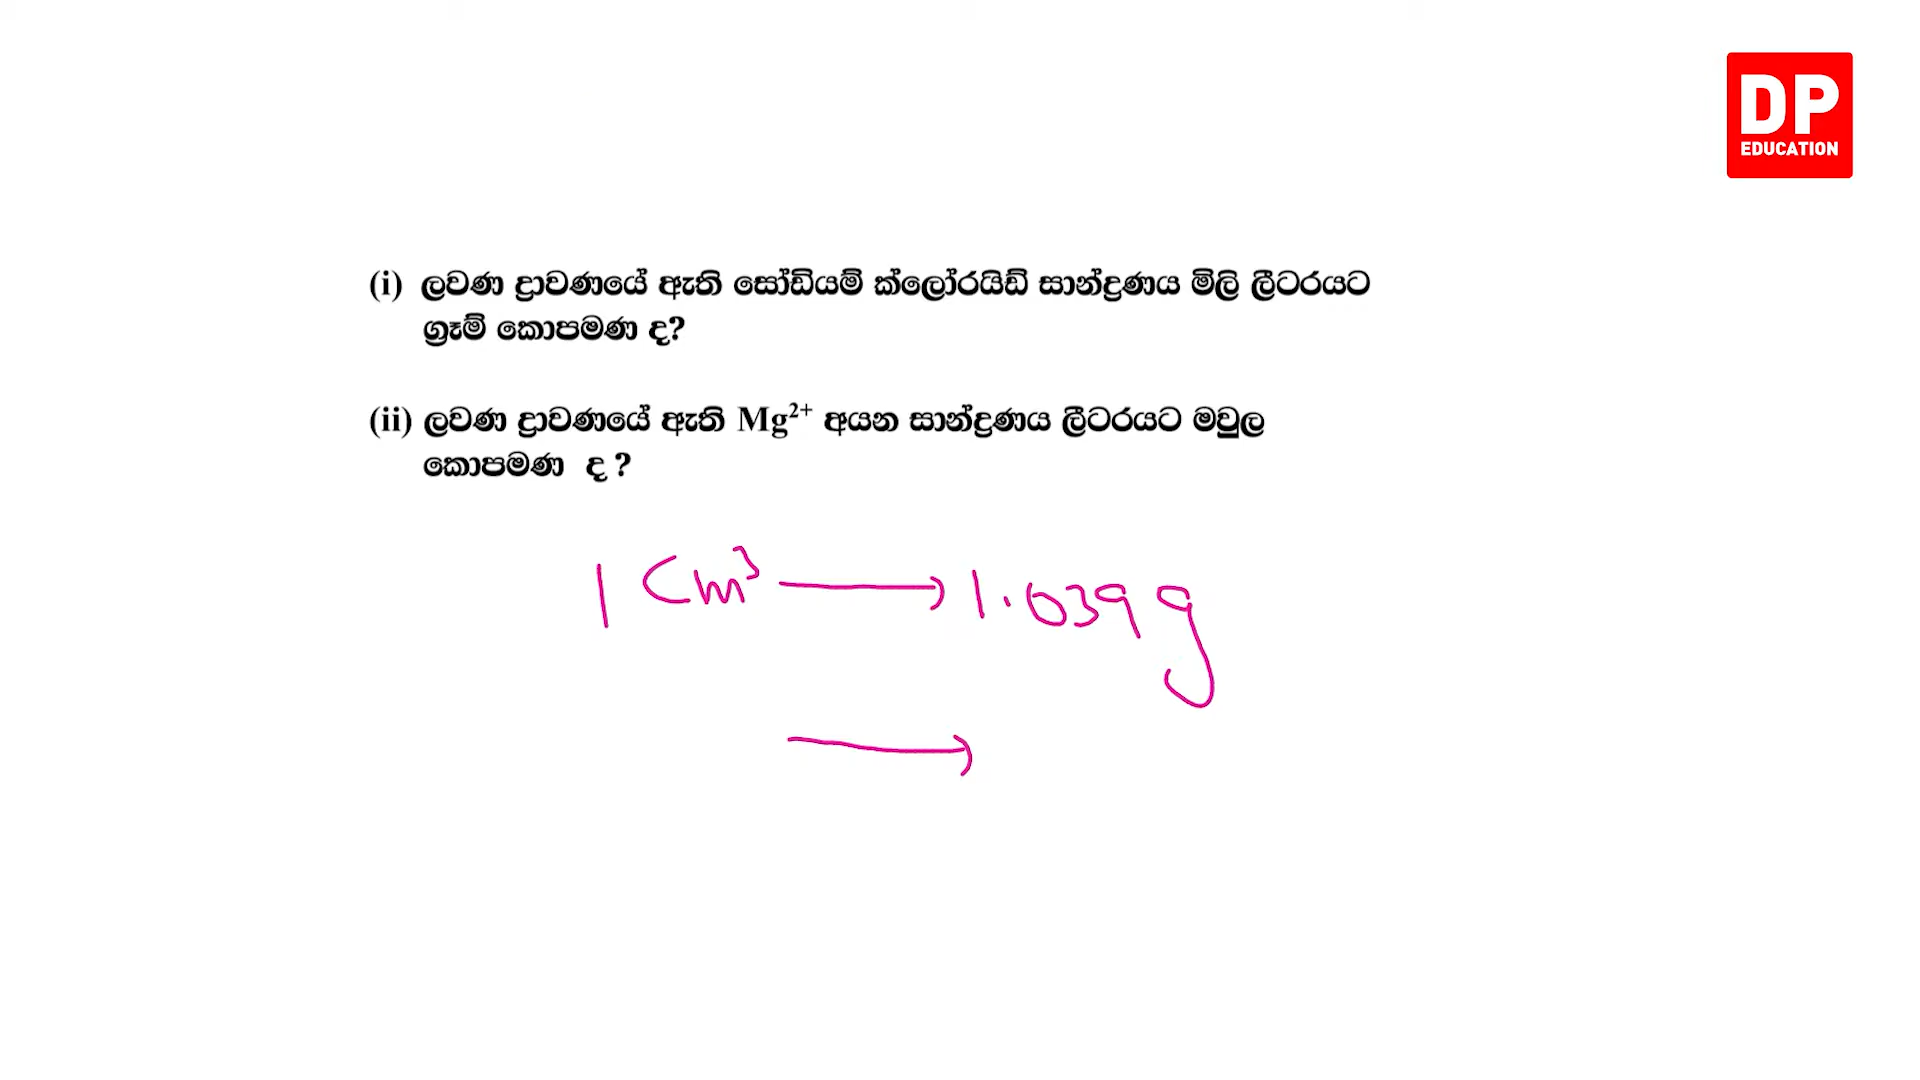 DP
EDUCATION
(i) ලවණ ද්‍රාවණයේ ඇති සෝඩියම් ක්ලෝරයිඩ් සාන්ද්‍රණය මිලි ලීටරයට
ග්‍රෑම් කොපමණ ද?
(ii) ලවණ ද්‍රාවණයේ ඇති Mg²⁺ අයන සාන්ද්‍රණය ලීටරයට මවුල
කොපමණ ද ?
1 Cm³ → 1.039 g
→